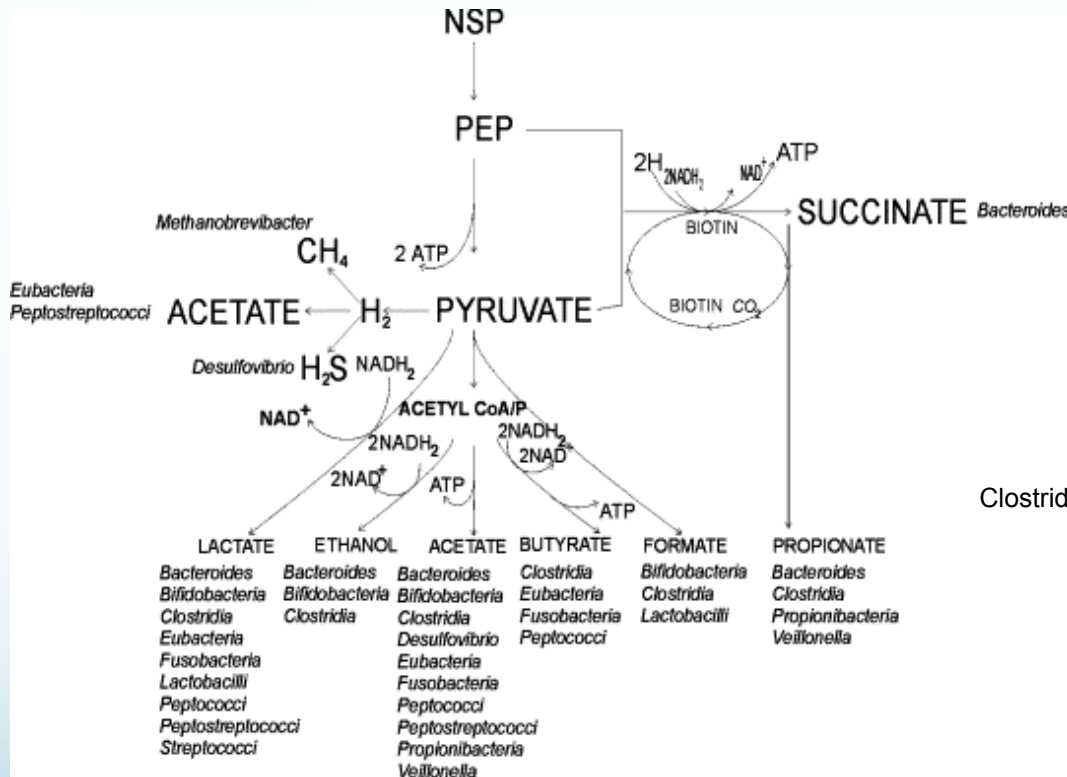 NSP
PEP
2H 2NADH₂ NAD⁺ ATP
SUCCINATE Bacteroides
BIOTIN
Methanobrevibacter
CH₄
2 ATP
BIOTIN CO₂
Eubacteria
Peptostreptococci
ACETATE H₂ PYRUVATE
Desulfovibrio H₂S NADH₂
NAD⁺
ACETYL CoA/P
2NADH₂ 2NADH₂
2NAD⁺ 2NAD⁺
ATP
ATP
Clostrid
LACTATE
Bacteroides
Bifidobacteria
Clostridia
Eubacteria
Fusobacteria
Lactobacilli
Peptococci
Peptostreptococci
Streptococci
ETHANOL
Bacteroides
Bifidobacteria
Clostridia
ACETATE
Bacteroides
Bifidobacteria
Clostridia
Desulfovibrio
Eubacteria
Fusobacteria
Peptococci
Peptostreptococci
Propionibacteria
Veillonella
BUTYRATE
Clostridia
Eubacteria
Fusobacteria
Peptococci
FORMATE
Bifidobacteria
Clostridia
Lactobacilli
PROPIONATE
Bacteroides
Clostridia
Propionibacteria
Veillonella